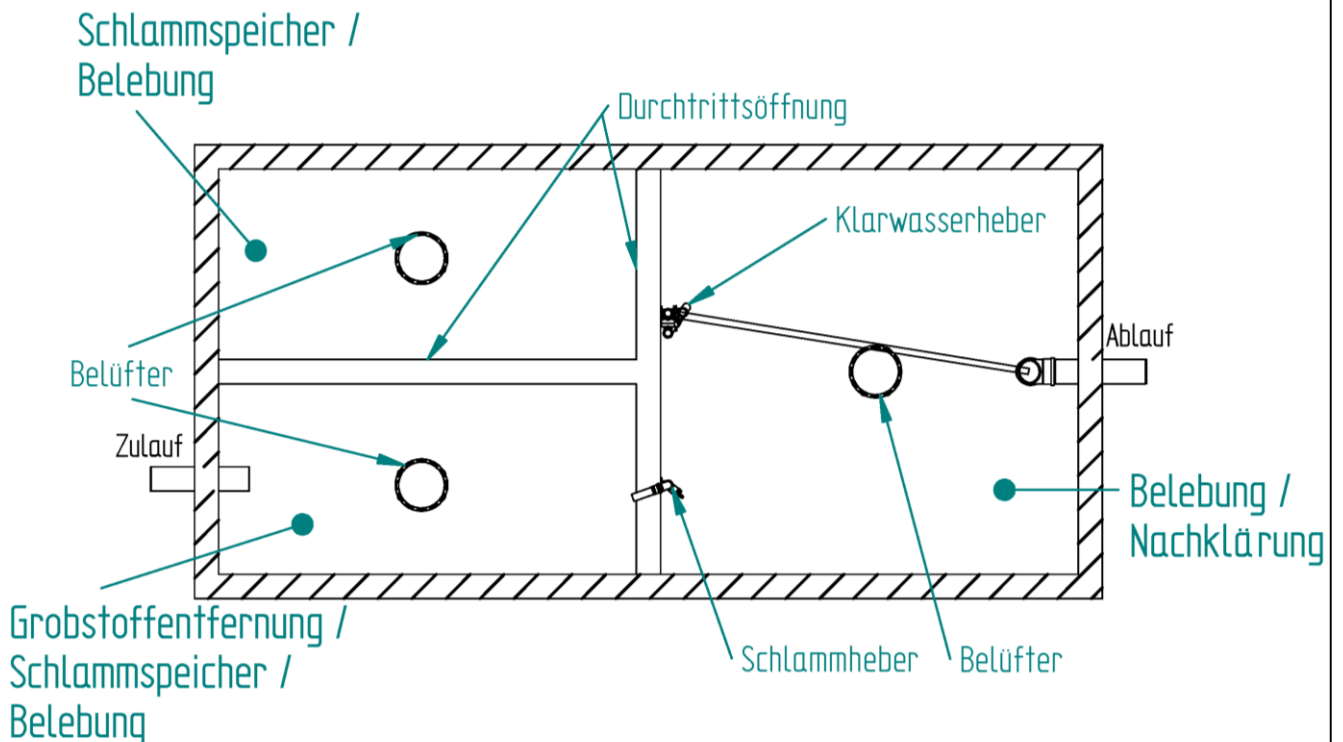 Schlammspeicher /
Belebung
Durchtrittsöffnung
Klarwasserheber
Ablauf
Belüfter
Zulauf
Belebung /
Nachklärung
Grobstoffentfernung /
Schlammspeicher /
Belebung
Schlammheber
Belüfter